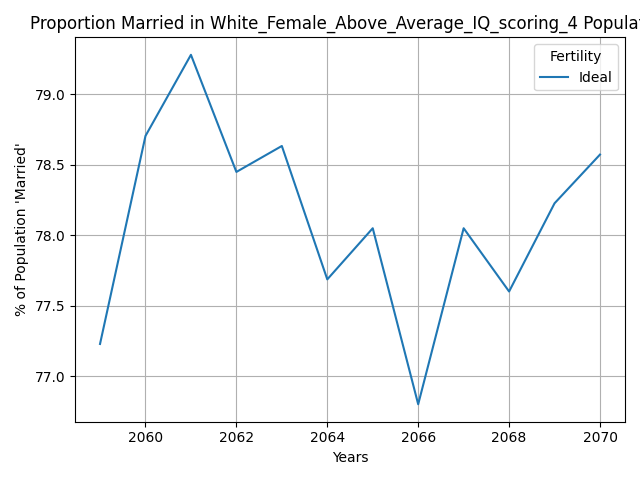 Proportion Married in White_Female_Above_Average_IQ_scoring_4 Populat
Fertility
Ideal
79.0
78.5
78.0
77.5
77.0
% of Population 'Married'
2060 2062 2064 2066 2068 2070
Years